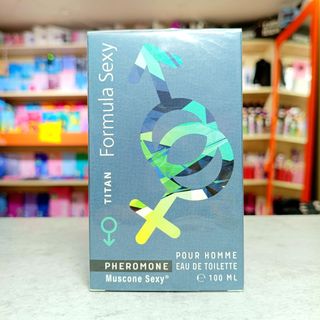 Formula Sexy
TITAN
POUR HOMME
PHEROMONE EAU DE TOILETTE
Muscone Sexy® ℮ 100 ML